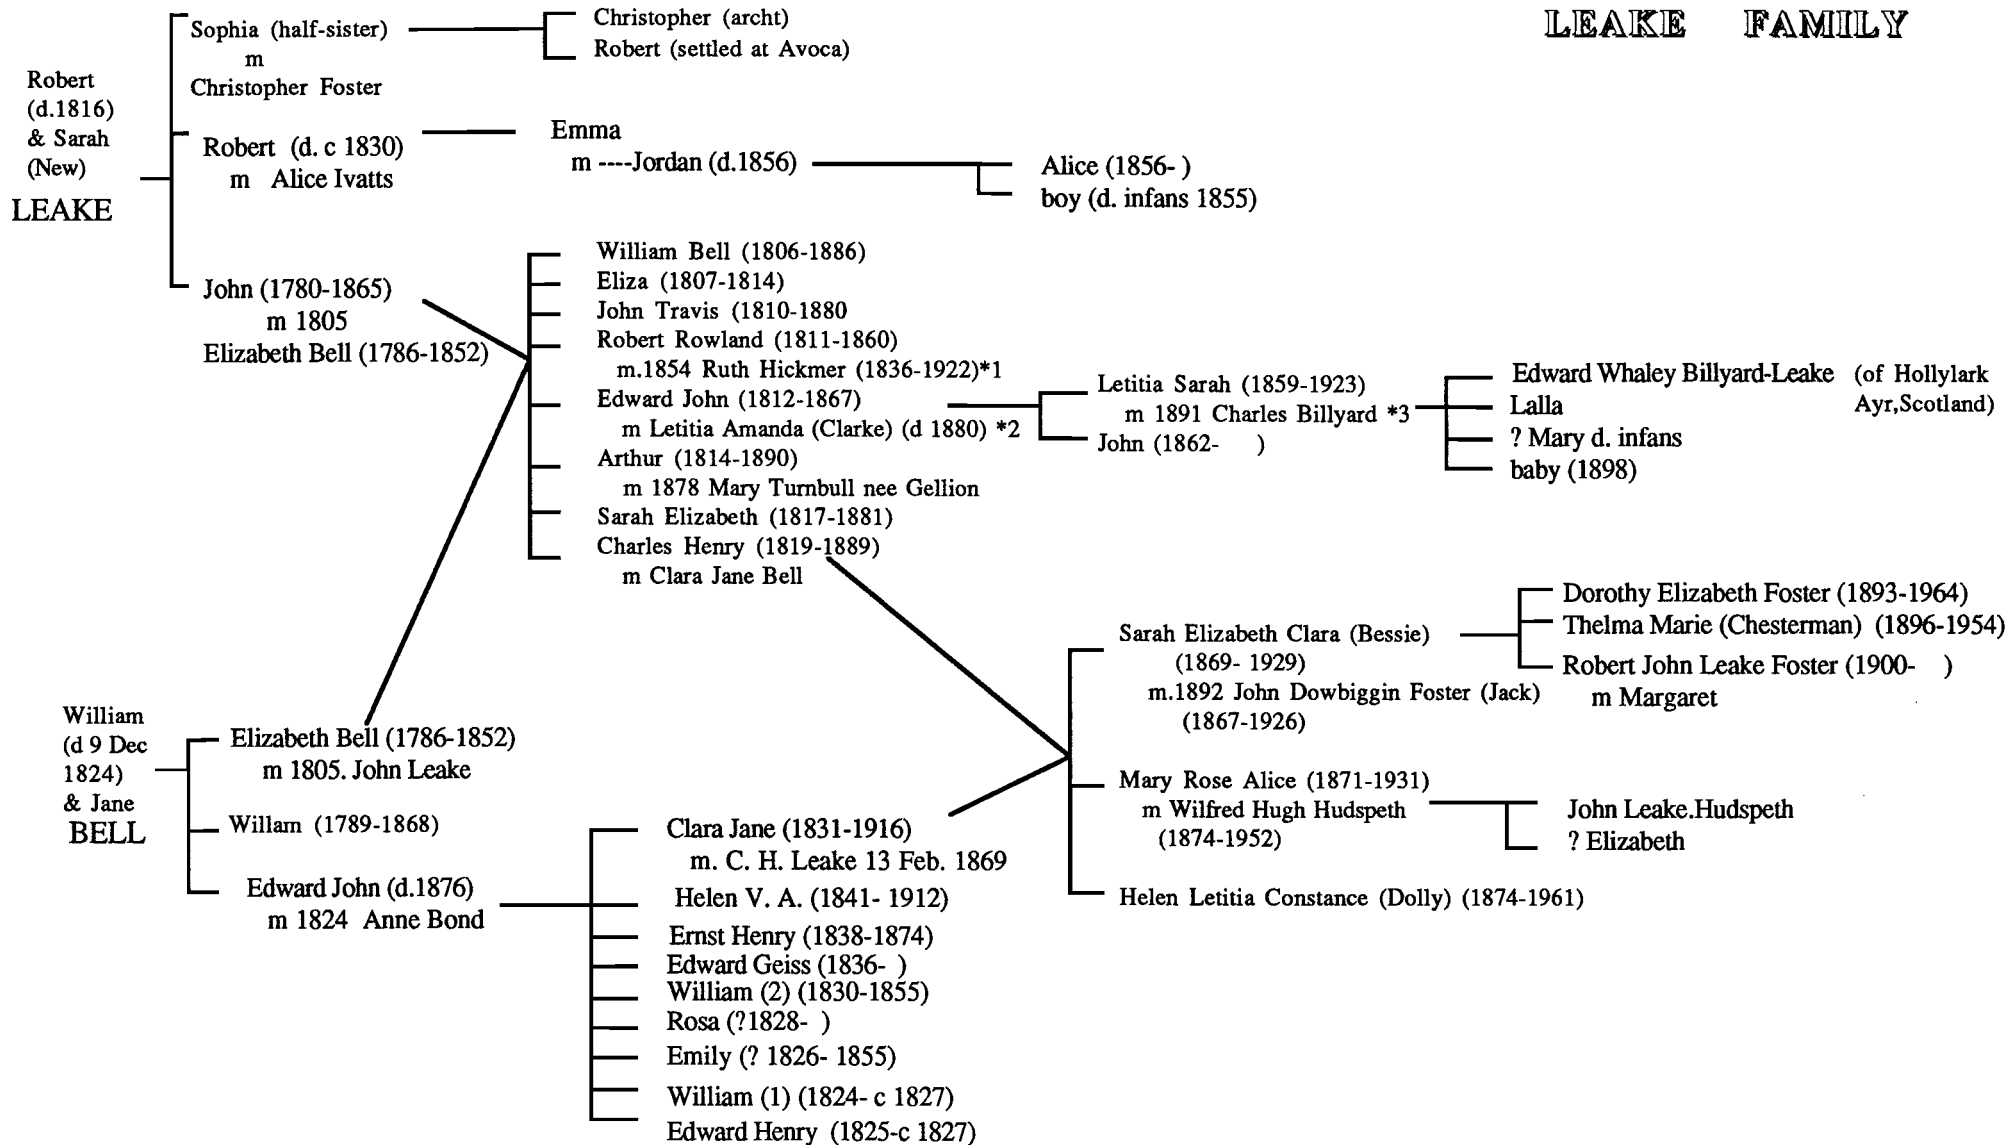 LEAKE FAMILY
Robert
(d.1816)
& Sarah
(New)
LEAKE
Sophia (half-sister)
m
Christopher Foster
Christopher (archt)
Robert (settled at Avoca)
Robert (d. c 1830)
m Alice Ivatts
Emma
m ----Jordan (d.1856)
Alice (1856- )
boy (d. infans 1855)
John (1780-1865)
m 1805
Elizabeth Bell (1786-1852)
William Bell (1806-1886)
Eliza (1807-1814)
John Travis (1810-1880
Robert Rowland (1811-1860)
m.1854 Ruth Hickmer (1836-1922)*1
Edward John (1812-1867)
m Letitia Amanda (Clarke) (d 1880) *2
Arthur (1814-1890)
m 1878 Mary Turnbull nee Gellion
Sarah Elizabeth (1817-1881)
Charles Henry (1819-1889)
m Clara Jane Bell
Letitia Sarah (1859-1923)
m 1891 Charles Billyard *3
John (1862- )
Edward Whaley Billyard-Leake (of Hollylark
Ayr,Scotland)
Lalla
? Mary d. infans
baby (1898)
Sarah Elizabeth Clara (Bessie)
(1869- 1929)
m.1892 John Dowbiggin Foster (Jack)
(1867-1926)
Dorothy Elizabeth Foster (1893-1964)
Thelma Marie (Chesterman) (1896-1954)
Robert John Leake Foster (1900- )
m Margaret
Mary Rose Alice (1871-1931)
m Wilfred Hugh Hudspeth
(1874-1952)
John Leake.Hudspeth
? Elizabeth
Helen Letitia Constance (Dolly) (1874-1961)
William
(d 9 Dec
1824)
& Jane
BELL
Elizabeth Bell (1786-1852)
m 1805. John Leake
Willam (1789-1868)
Edward John (d.1876)
m 1824 Anne Bond
Clara Jane (1831-1916)
m. C. H. Leake 13 Feb. 1869
Helen V. A. (1841- 1912)
Ernst Henry (1838-1874)
Edward Geiss (1836- )
William (2) (1830-1855)
Rosa (?1828- )
Emily (? 1826- 1855)
William (1) (1824- c 1827)
Edward Henry (1825-c 1827)